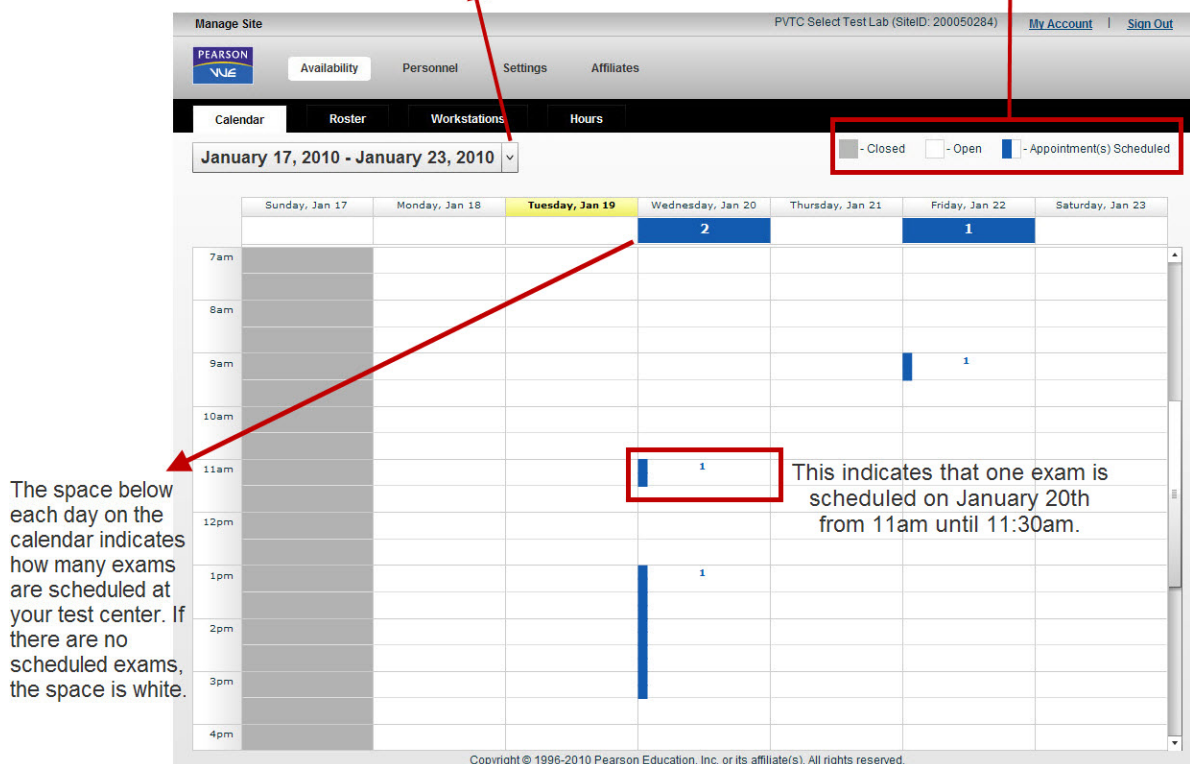 Manage Site
PVTC Select Test Lab (SiteID: 200050284)
My Account | Sign Out
PEARSON
VUE
Availability
Personnel
Settings
Affiliates
Calendar
Roster
Workstations
Hours
January 17, 2010 - January 23, 2010
- Closed
- Open
- Appointment(s) Scheduled
Sunday, Jan 17
Monday, Jan 18
Tuesday, Jan 19
Wednesday, Jan 20
Thursday, Jan 21
Friday, Jan 22
Saturday, Jan 23
2
1
7am
8am
9am
1
10am
11am
1
This indicates that one exam is
scheduled on January 20th
from 11am until 11:30am.
The space below
each day on the
calendar indicates
how many exams
are scheduled at
your test center. If
there are no
scheduled exams,
the space is white.
12pm
1pm
1
2pm
3pm
4pm
Copyright © 1996-2010 Pearson Education, Inc. or its affiliate(s). All rights reserved.